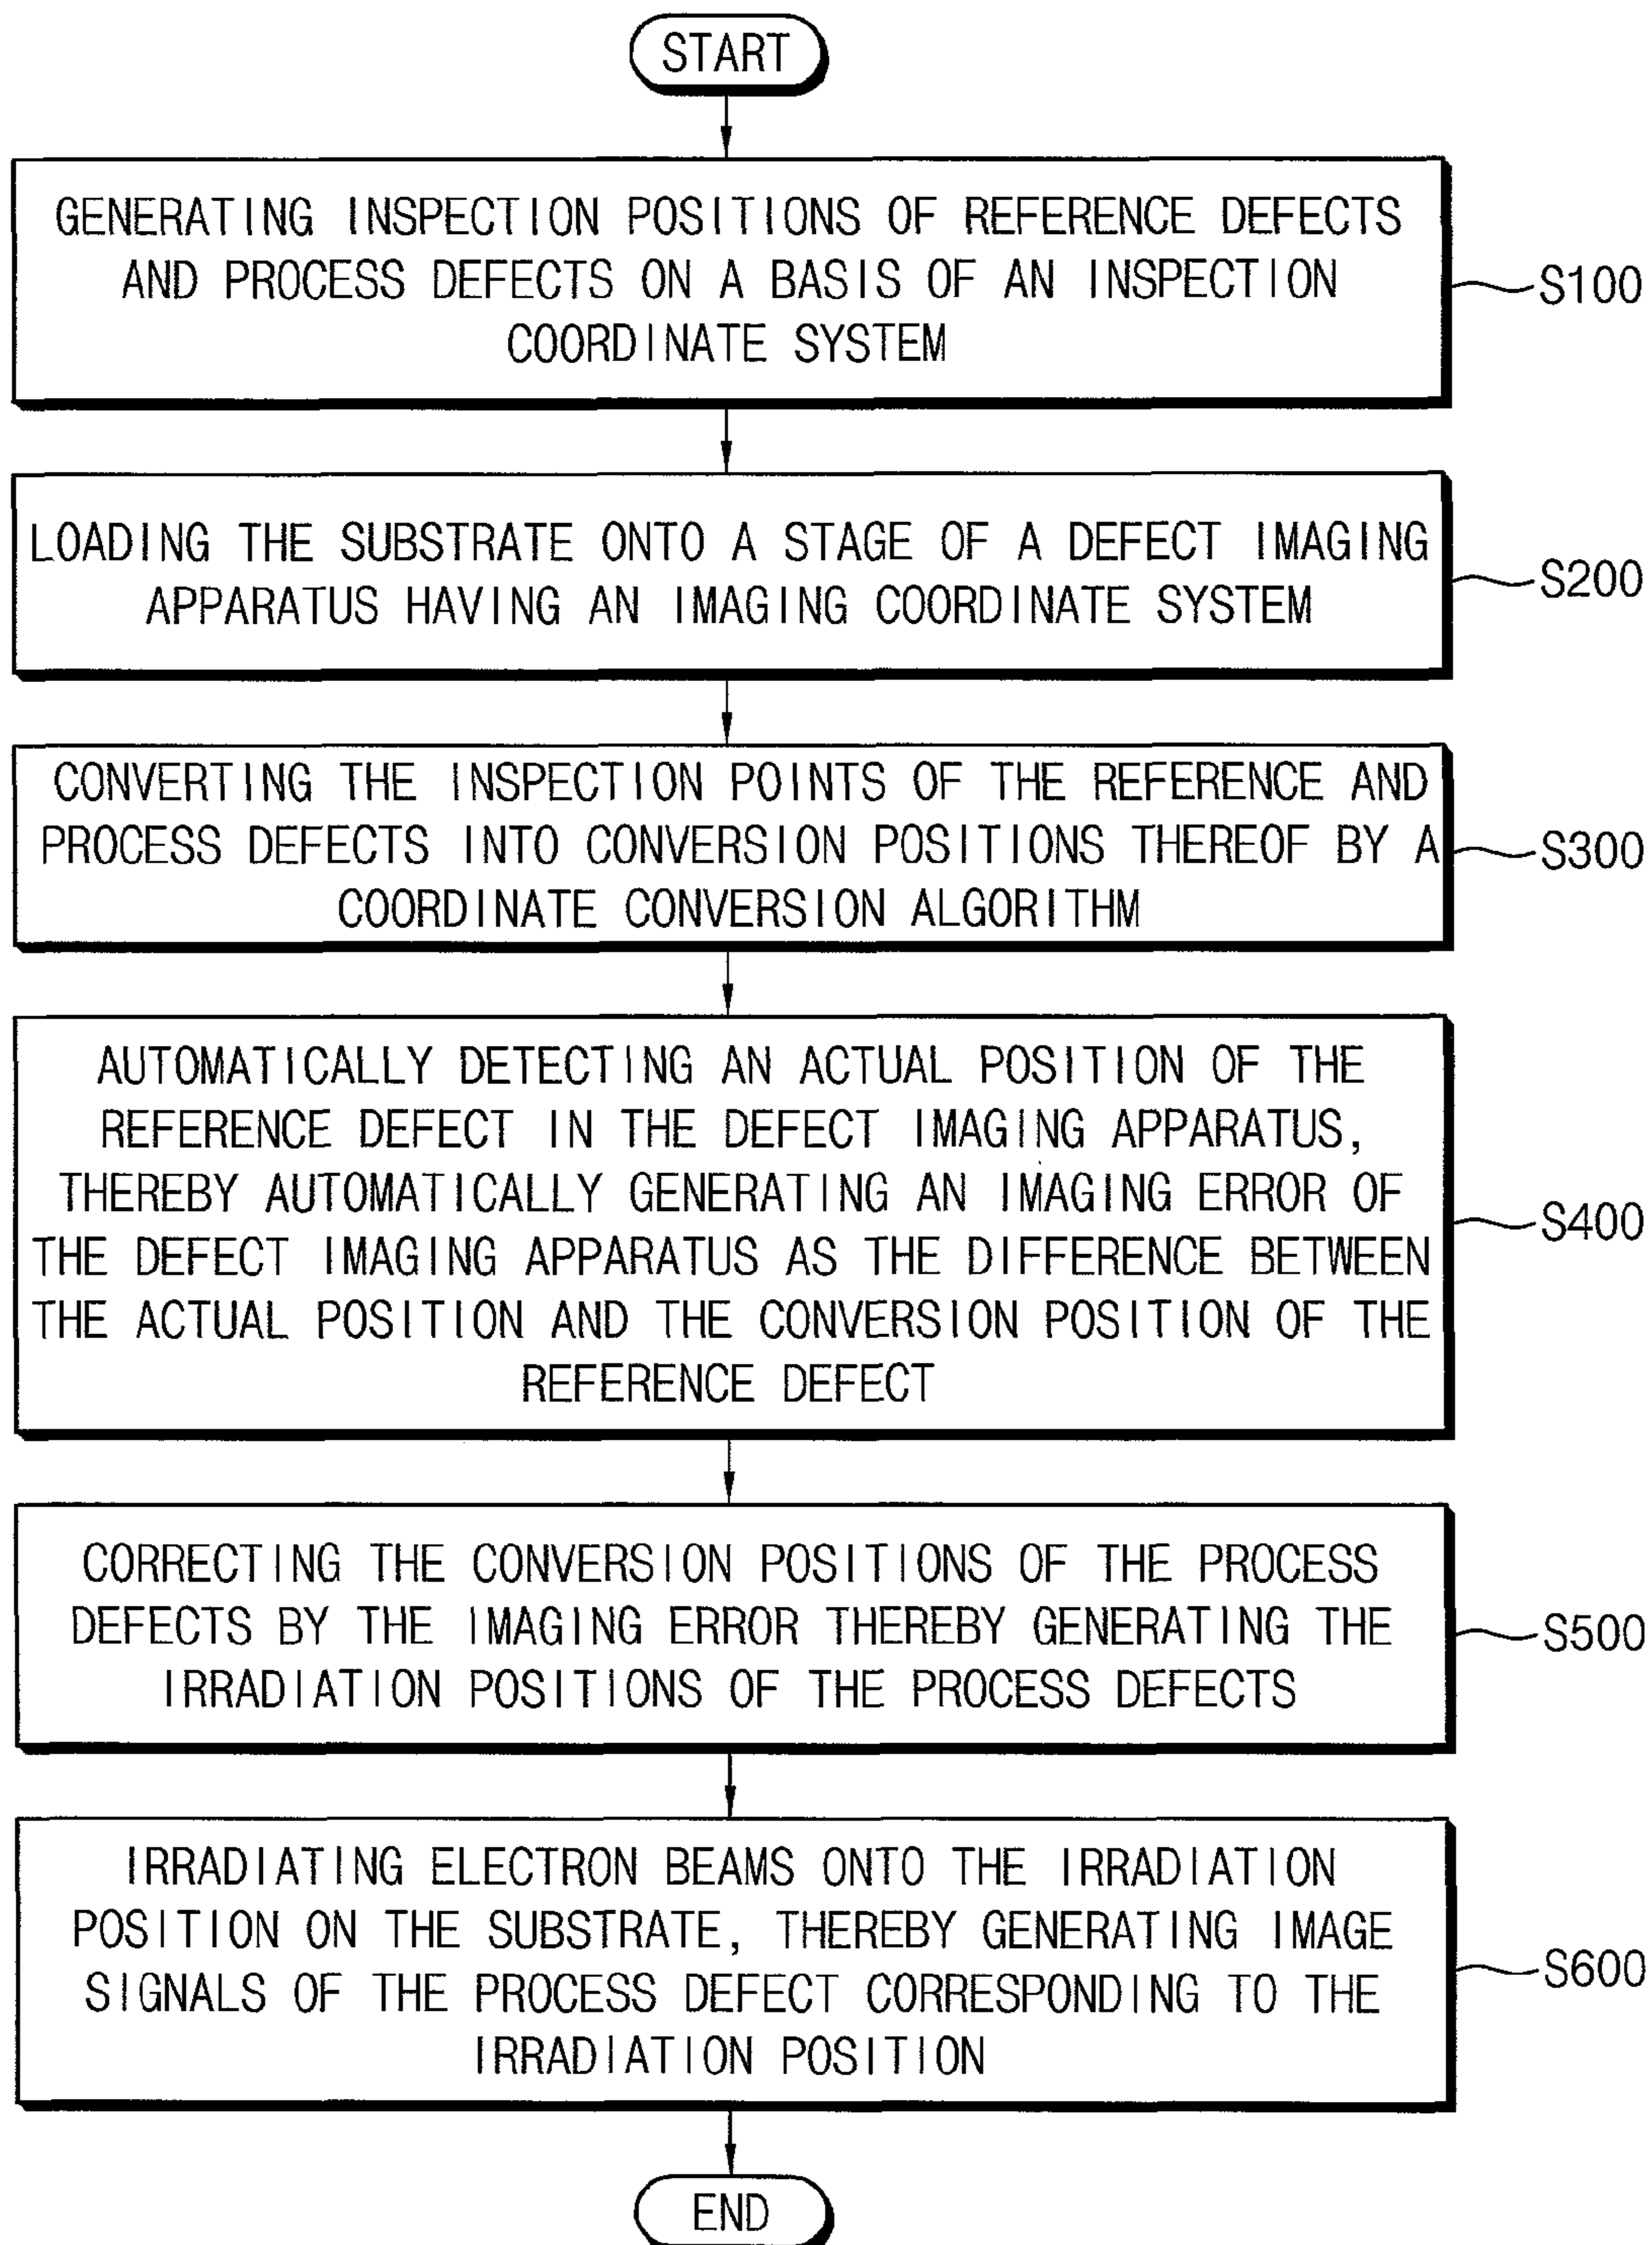 START
GENERATING INSPECTION POSITIONS OF REFERENCE DEFECTS
AND PROCESS DEFECTS ON A BASIS OF AN INSPECTION
COORDINATE SYSTEM
S100
LOADING THE SUBSTRATE ONTO A STAGE OF A DEFECT IMAGING
APPARATUS HAVING AN IMAGING COORDINATE SYSTEM
S200
CONVERTING THE INSPECTION POINTS OF THE REFERENCE AND
PROCESS DEFECTS INTO CONVERSION POSITIONS THEREOF BY A
COORDINATE CONVERSION ALGORITHM
S300
AUTOMATICALLY DETECTING AN ACTUAL POSITION OF THE
REFERENCE DEFECT IN THE DEFECT IMAGING APPARATUS,
THEREBY AUTOMATICALLY GENERATING AN IMAGING ERROR OF
THE DEFECT IMAGING APPARATUS AS THE DIFFERENCE BETWEEN
THE ACTUAL POSITION AND THE CONVERSION POSITION OF THE
REFERENCE DEFECT
S400
CORRECTING THE CONVERSION POSITIONS OF THE PROCESS
DEFECTS BY THE IMAGING ERROR THEREBY GENERATING THE
IRRADIATION POSITIONS OF THE PROCESS DEFECTS
S500
IRRADIATING ELECTRON BEAMS ONTO THE IRRADIATION
POSITION ON THE SUBSTRATE, THEREBY GENERATING IMAGE
SIGNALS OF THE PROCESS DEFECT CORRESPONDING TO THE
IRRADIATION POSITION
S600
END